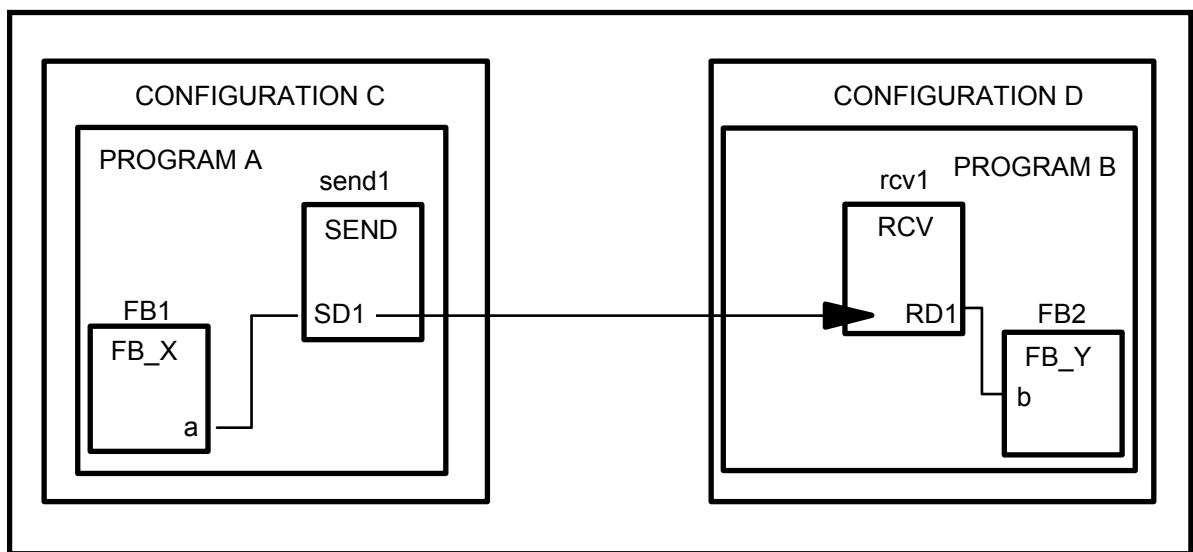 CONFIGURATION C
PROGRAM A
send1
SEND
SD1
FB1
FB_X
a
CONFIGURATION D
PROGRAM B
rcv1
RCV
RD1
FB2
FB_Y
b